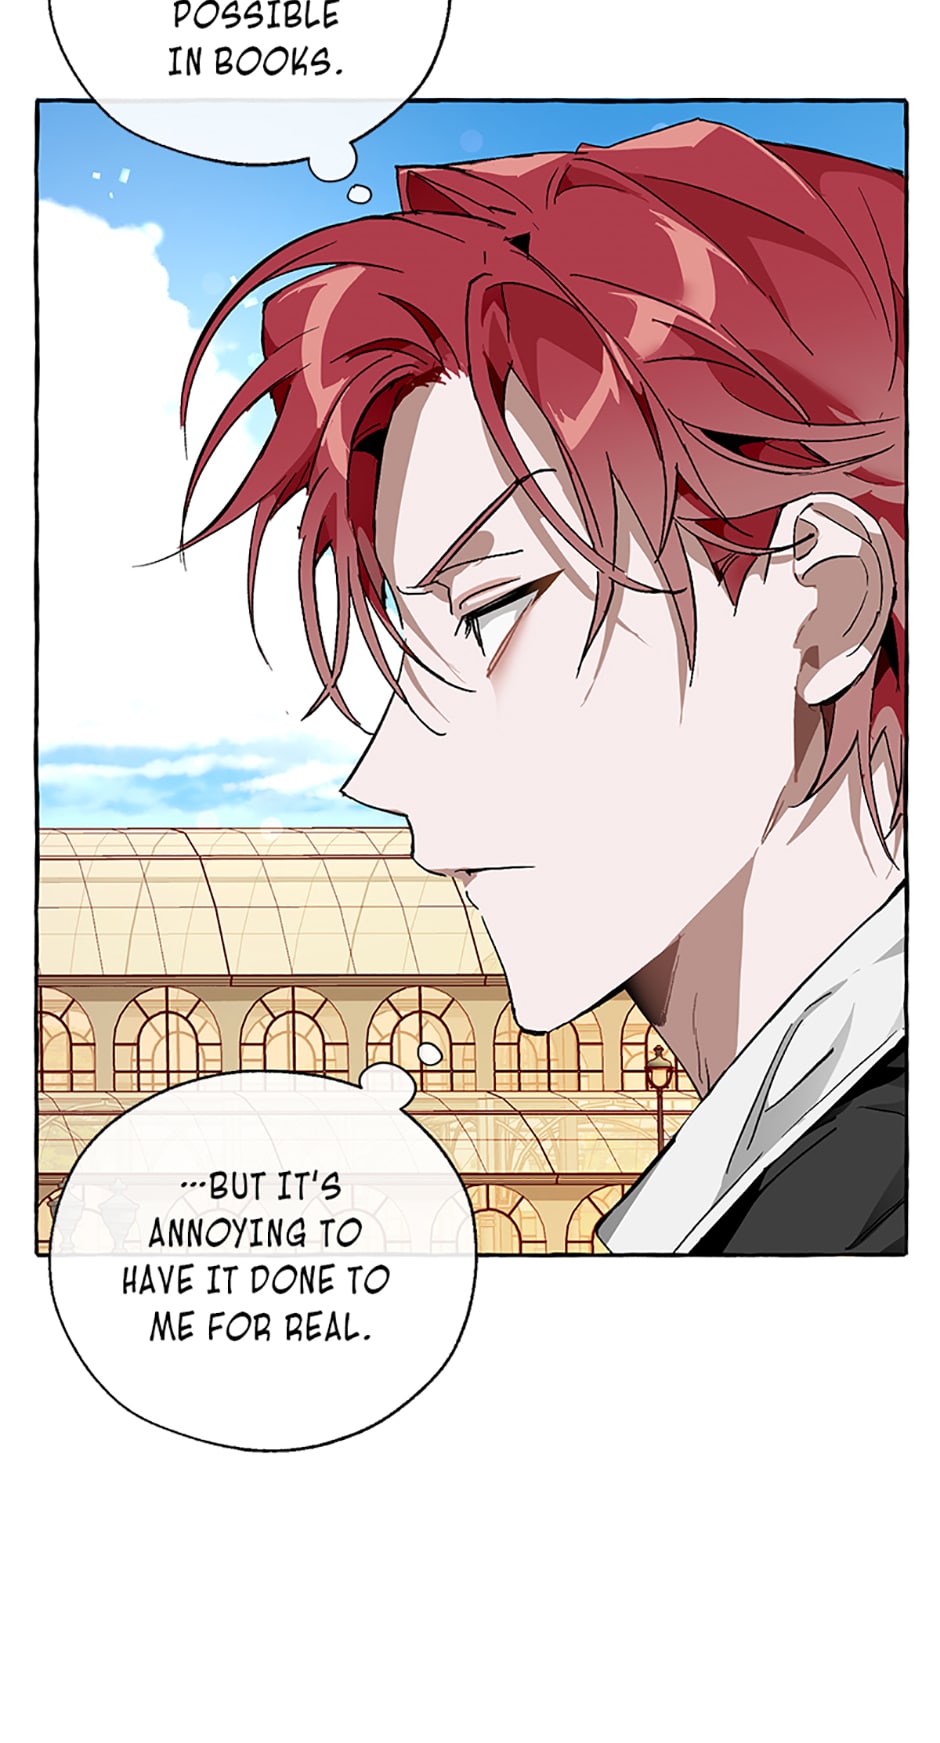 POSSIBLE
IN BOOKS.
...BUT IT'S
ANNOYING TO
HAVE IT DONE TO
ME FOR REAL.